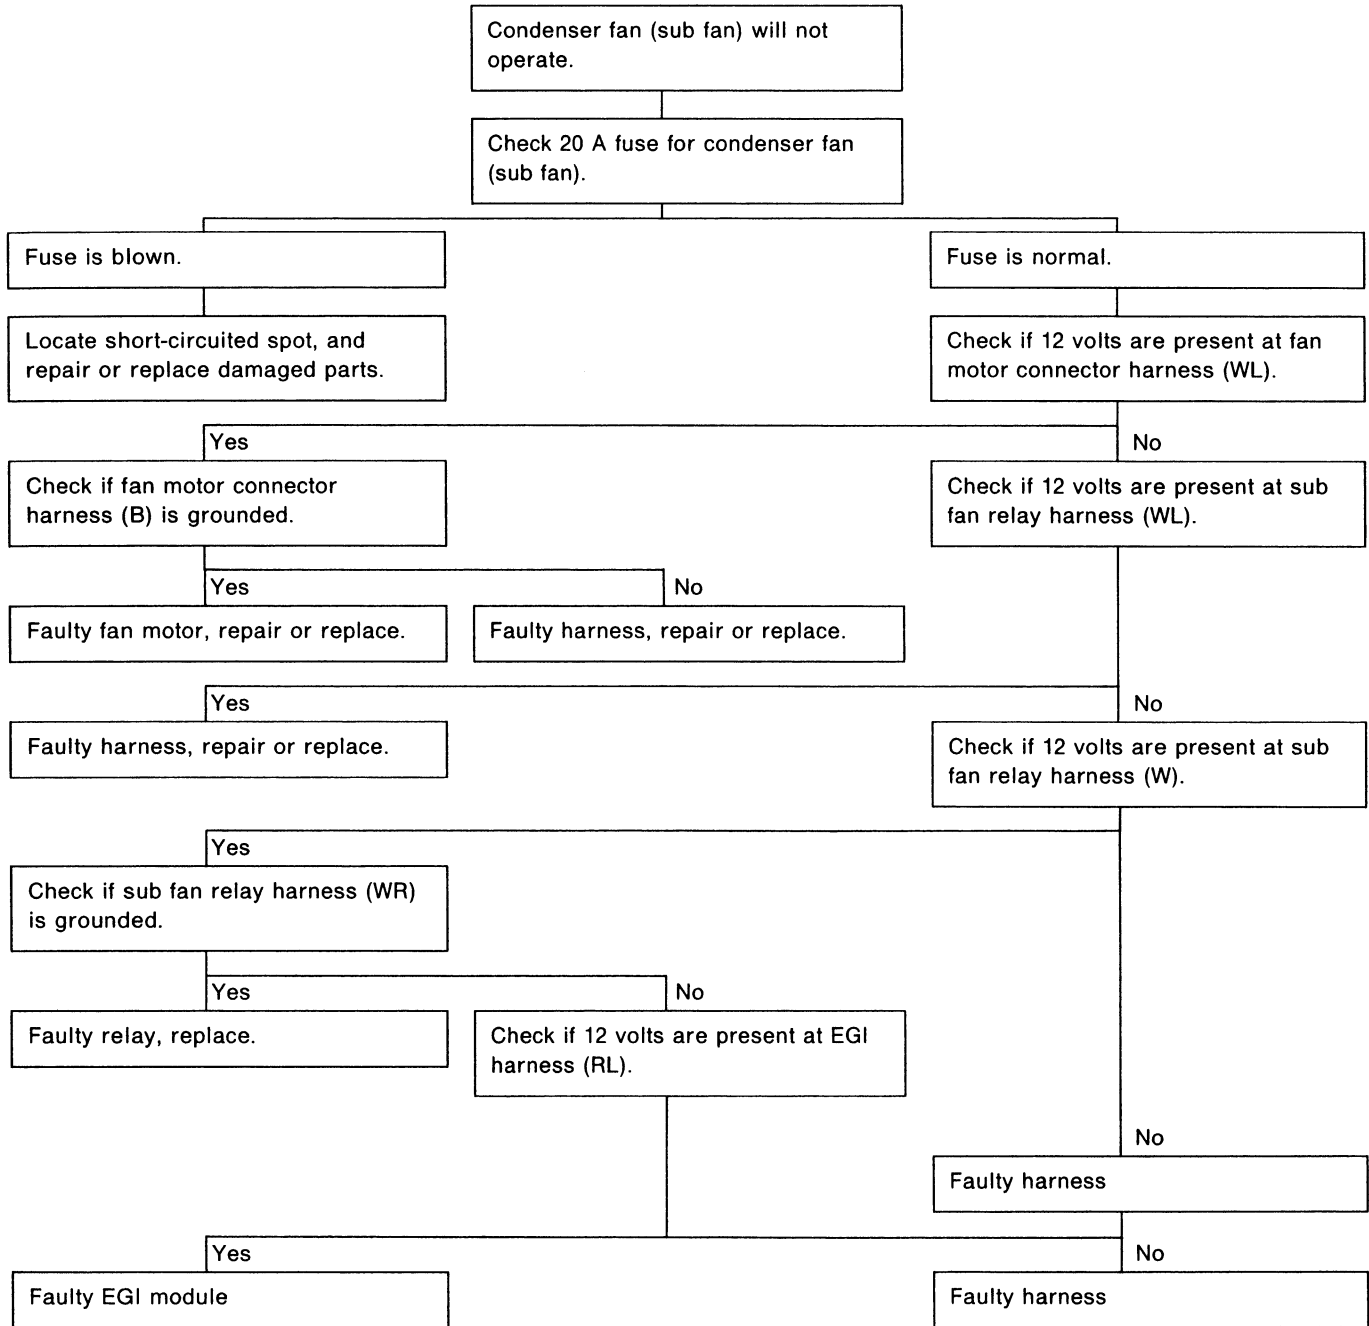 Condenser fan (sub fan) will not
operate.
Check 20 A fuse for condenser fan
(sub fan).
Fuse is blown.
Fuse is normal.
Locate short-circuited spot, and
repair or replace damaged parts.
Check if 12 volts are present at fan
motor connector harness (WL).
Yes
No
Check if fan motor connector
harness (B) is grounded.
Check if 12 volts are present at sub
fan relay harness (WL).
Yes
No
Faulty fan motor, repair or replace.
Faulty harness, repair or replace.
Yes
No
Faulty harness, repair or replace.
Check if 12 volts are present at sub
fan relay harness (W).
Yes
Check if sub fan relay harness (WR)
is grounded.
Yes
No
Faulty relay, replace.
Check if 12 volts are present at EGI
harness (RL).
No
Faulty harness
Yes
No
Faulty EGI module
Faulty harness